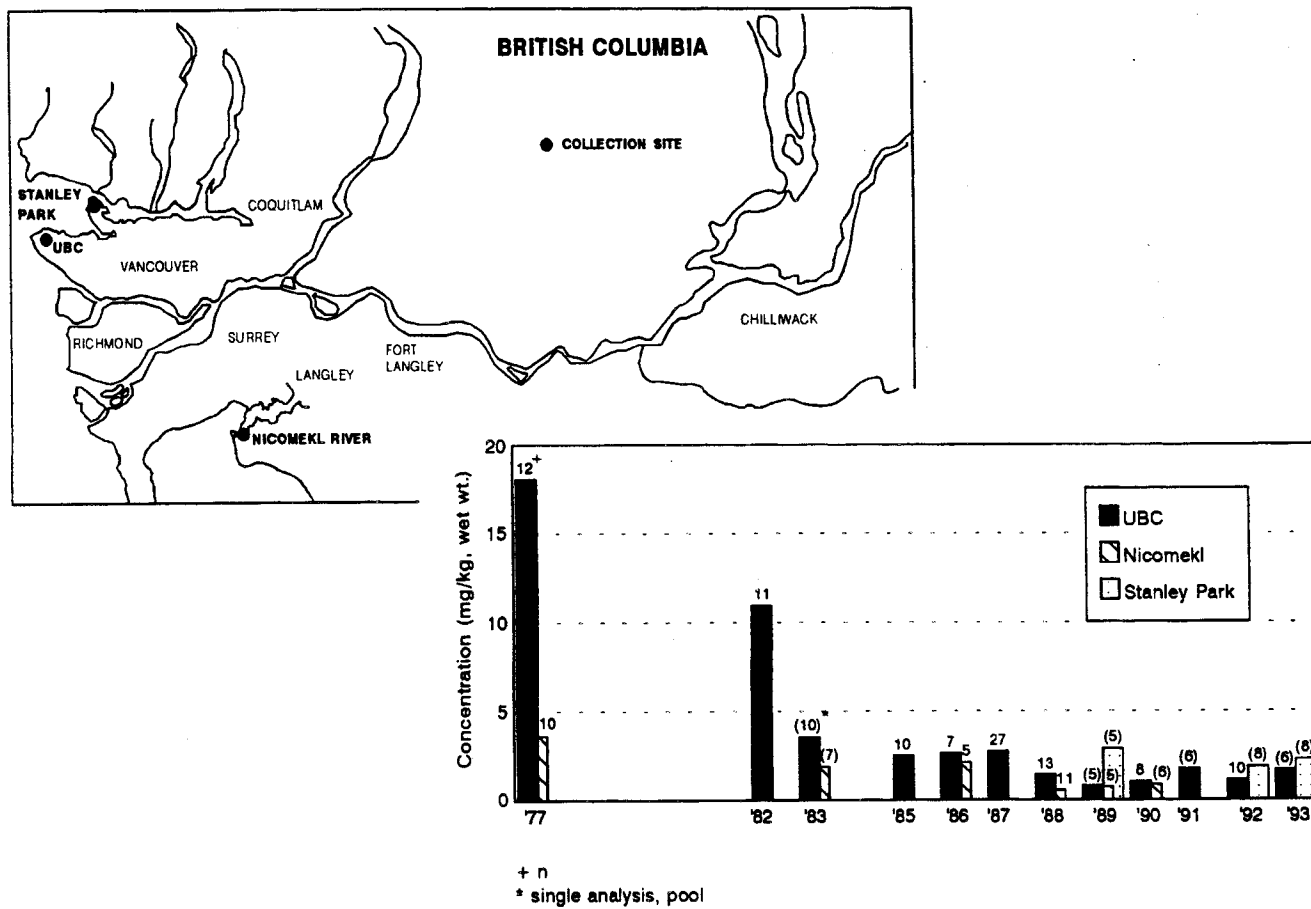 BRITISH COLUMBIA
COLLECTION SITE
STANLEY
PARK
COQUITLAM
UBC
VANCOUVER
RICHMOND
SURREY
FORT
LANGLEY
CHILLIWACK
LANGLEY
NICOMEKL RIVER
Concentration (mg/kg, wet wt.)
20
15
10
5
0
UBC
Nicomekl
Stanley Park
12+
10
11
(10)*
(7)
10
7
5
27
13
11
(5)
(5)
(5)
8
(6)
(6)
10
(8)
(6)
(8)
'77
'82
'83
'85
'86
'87
'88
'89
'90
'91
'92
'93
+ n
* single analysis, pool